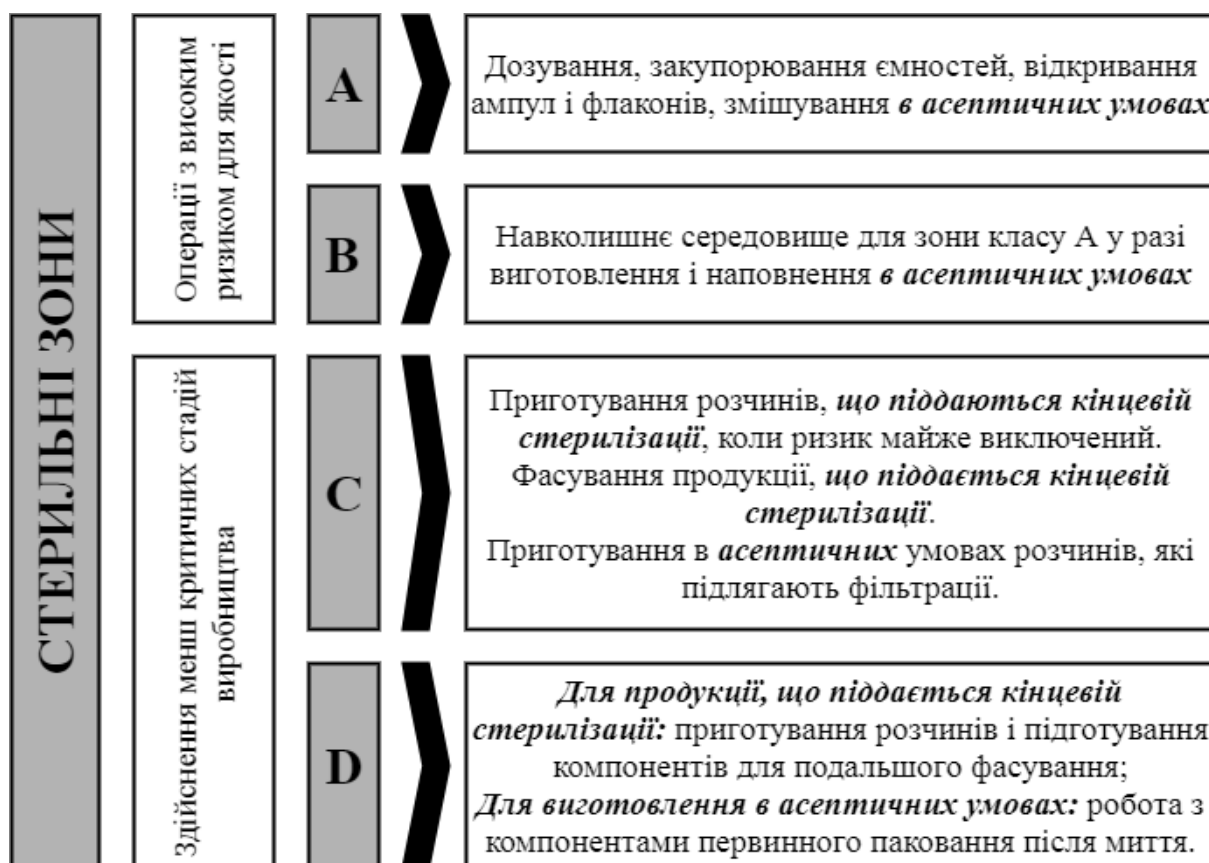 СТЕРИЛЬНІ ЗОНИ
Операції з високим
ризиком для якості
A
Дозування, закупорювання ємностей, відкривання
ампул і флаконів, змішування в асептичних умовах
B
Навколишнє середовище для зони класу А у разі
виготовлення і наповнення в асептичних умовах
Здійснення менш критичних стадій
виробництва
C
Приготування розчинів, що піддаються кінцевій
стерилізації, коли ризик майже виключений.
Фасування продукції, що піддається кінцевій
стерилізації.
Приготування в асептичних умовах розчинів, які
підлягають фільтрації.
D
Для продукції, що піддається кінцевій
стерилізації: приготування розчинів і підготування
компонентів для подальшого фасування;
Для виготовлення в асептичних умовах: робота з
компонентами первинного паковання після миття.